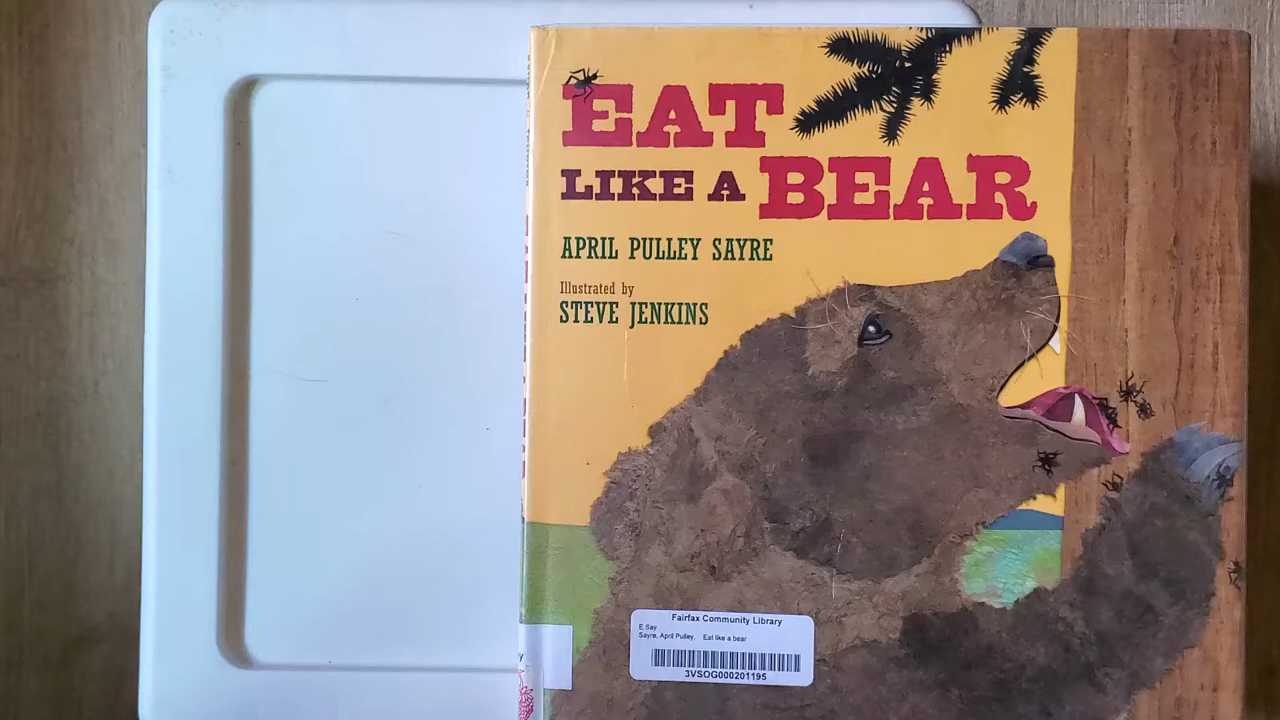 EAT
LIKE A BEAR
APRIL PULLEY SAYRE
Illustrated by
STEVE JENKINS
Fairfax Community Library
E Say
Sayre, April Pulley. Eat like a bear
3VSOG000201195